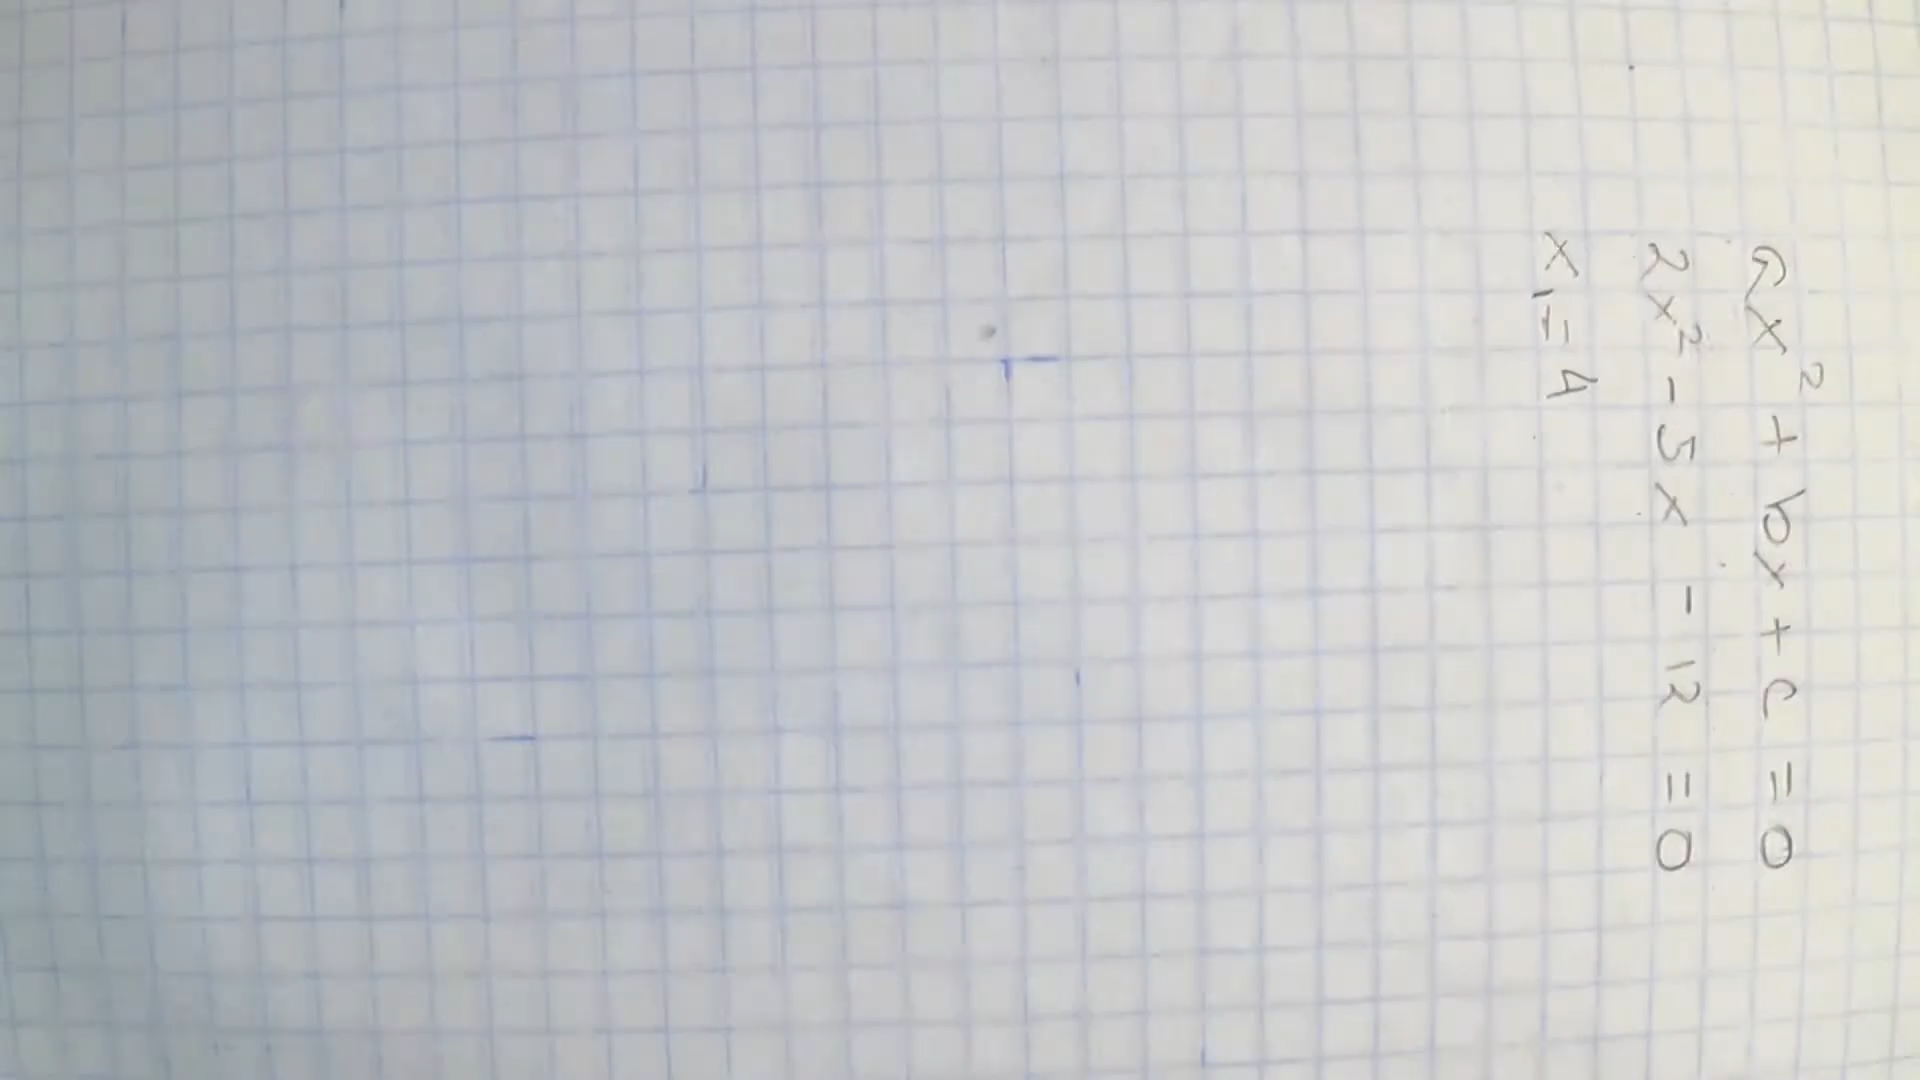 ax² + bx + c = 0
2x² - 5x - 12 = 0
x₁ = 4